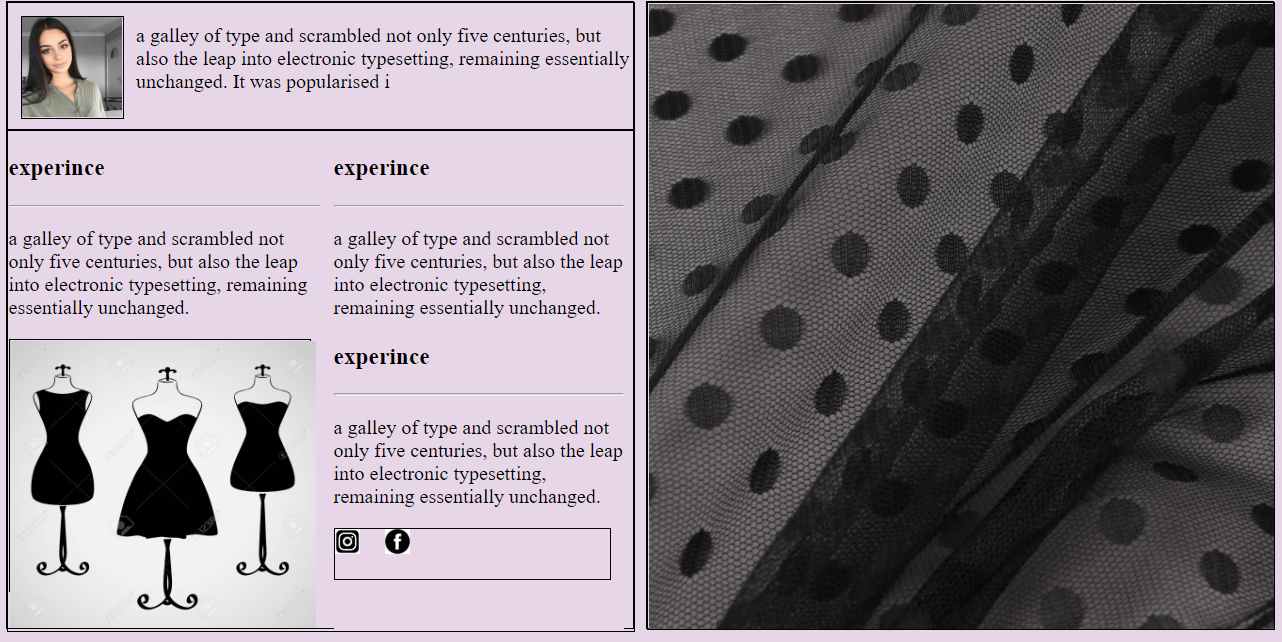 a galley of type and scrambled not only five centuries, but
also the leap into electronic typesetting, remaining essentially
unchanged. It was popularised i
experince
a galley of type and scrambled not
only five centuries, but also the leap
into electronic typesetting, remaining
essentially unchanged.
experince
a galley of type and scrambled not
only five centuries, but also the leap
into electronic typesetting,
remaining essentially unchanged.
experince
a galley of type and scrambled not
only five centuries, but also the leap
into electronic typesetting,
remaining essentially unchanged.